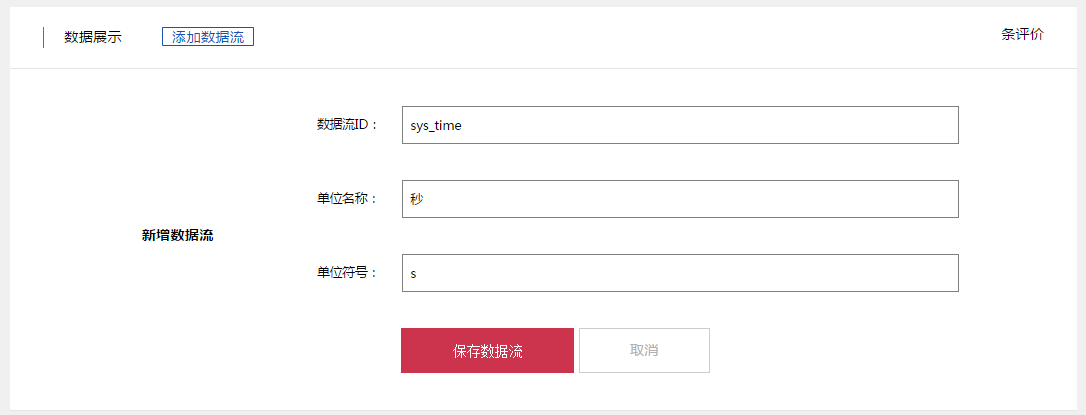 数据展示 添加数据流 条评价
数据流ID：sys_time
单位名称：秒
新增数据流
单位符号：s
保存数据流 取消